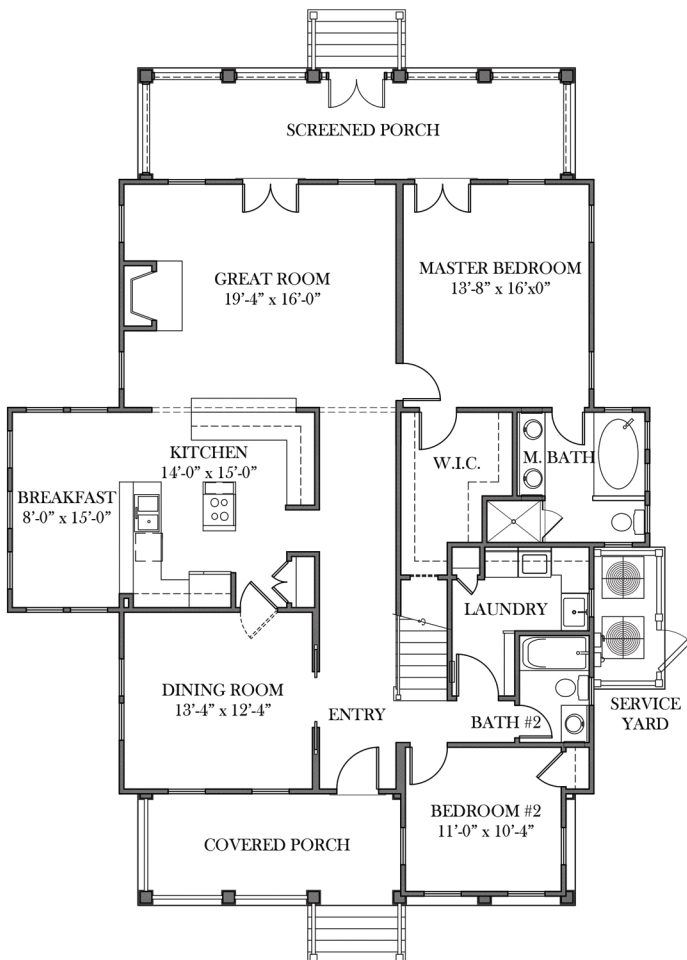 SCREENED PORCH
GREAT ROOM
19'-4" x 16'-0"
MASTER BEDROOM
13'-8" x 16'x0"
KITCHEN
14'-0" x 15'-0"
W.I.C.
M. BATH
BREAKFAST
8'-0" x 15'-0"
LAUNDRY
DINING ROOM
13'-4" x 12'-4"
ENTRY
BATH #2
SERVICE
YARD
BEDROOM #2
11'-0" x 10'-4"
COVERED PORCH